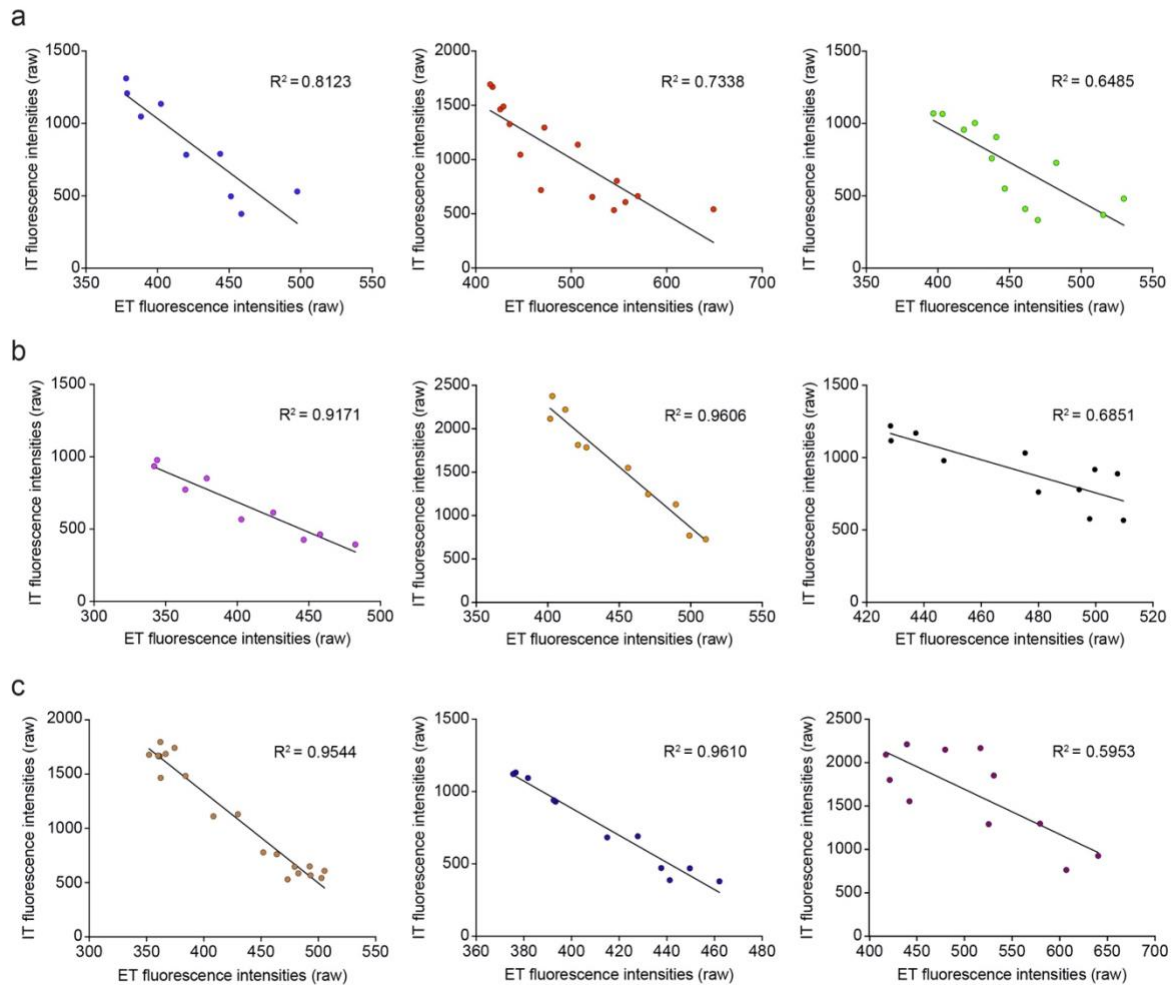 a
IT fluorescence intensities (raw)
1500
1000
500
0
R² = 0.8123
350 400 450 500 550
ET fluorescence intensities (raw)
IT fluorescence intensities (raw)
2000
1500
1000
500
0
R² = 0.7338
400 500 600 700
ET fluorescence intensities (raw)
IT fluorescence intensities (raw)
1500
1000
500
0
R² = 0.6485
350 400 450 500 550
ET fluorescence intensities (raw)
b
IT fluorescence intensities (raw)
1500
1000
500
0
R² = 0.9171
300 350 400 450 500
ET fluorescence intensities (raw)
IT fluorescence intensities (raw)
2500
2000
1500
1000
500
0
R² = 0.9606
350 400 450 500 550
ET fluorescence intensities (raw)
IT fluorescence intensities (raw)
1500
1000
500
0
R² = 0.6851
420 440 460 480 500 520
ET fluorescence intensities (raw)
c
IT fluorescence intensities (raw)
2000
1500
1000
500
0
R² = 0.9544
300 350 400 450 500 550
ET fluorescence intensities (raw)
IT fluorescence intensities (raw)
1500
1000
500
0
R² = 0.9610
360 380 400 420 440 460 480
ET fluorescence intensities (raw)
IT fluorescence intensities (raw)
2500
2000
1500
1000
500
0
R² = 0.5953
400 450 500 550 600 650 700
ET fluorescence intensities (raw)